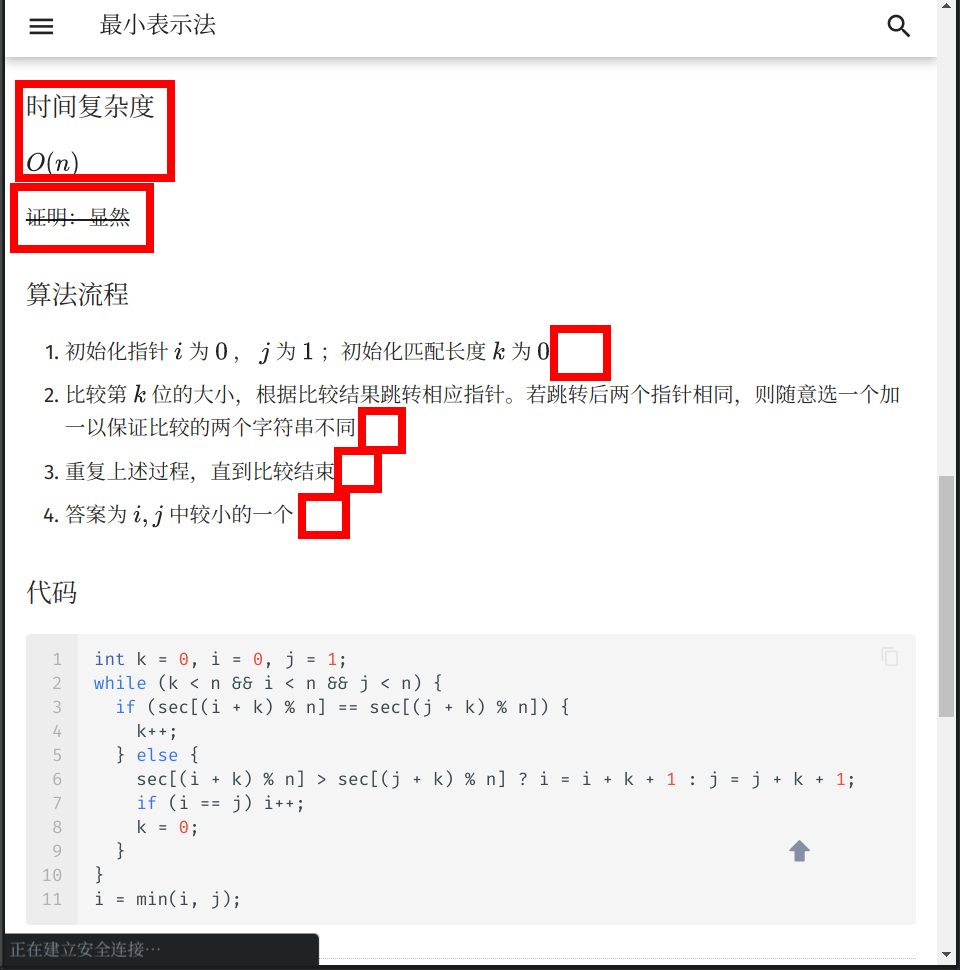 最小表示法
时间复杂度
O(n)
证明：显然
算法流程
1. 初始化指针 i 为 0 ， j 为 1 ；初始化匹配长度 k 为 0
2. 比较第 k 位的大小，根据比较结果跳转相应指针。若跳转后两个指针相同，则随意选一个加
一以保证比较的两个字符串不同
3. 重复上述过程，直到比较结束
4. 答案为 i, j 中较小的一个
代码
1 int k = 0, i = 0, j = 1;
2 while (k < n && i < n && j < n) {
3 if (sec[(i + k) % n] == sec[(j + k) % n]) {
4 k++;
5 } else {
6 sec[(i + k) % n] > sec[(j + k) % n] ? i = i + k + 1 : j = j + k + 1;
7 if (i == j) i++;
8 k = 0;
9 }
10 }
11 i = min(i, j);
正在建立安全连接…